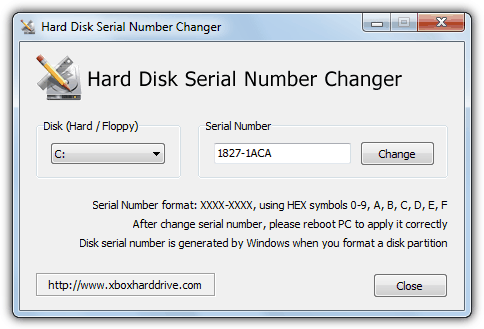 Hard Disk Serial Number Changer
Hard Disk Serial Number Changer
Disk (Hard / Floppy)
C:
Serial Number
1827-1ACA
Change
Serial Number format: XXXX-XXXX, using HEX symbols 0-9, A, B, C, D, E, F
After change serial number, please reboot PC to apply it correctly
Disk serial number is generated by Windows when you format a disk partition
http://www.xboxharddrive.com
Close